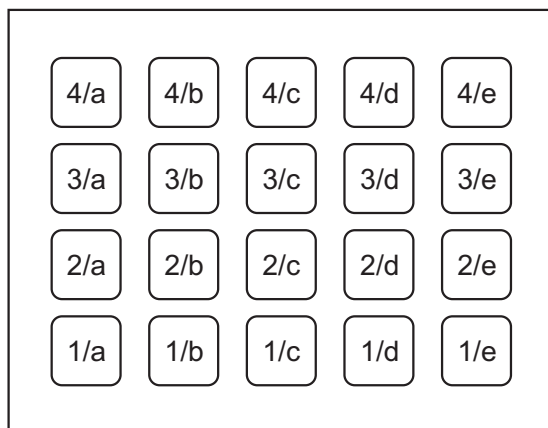 4/a 4/b 4/c 4/d 4/e
3/a 3/b 3/c 3/d 3/e
2/a 2/b 2/c 2/d 2/e
1/a 1/b 1/c 1/d 1/e